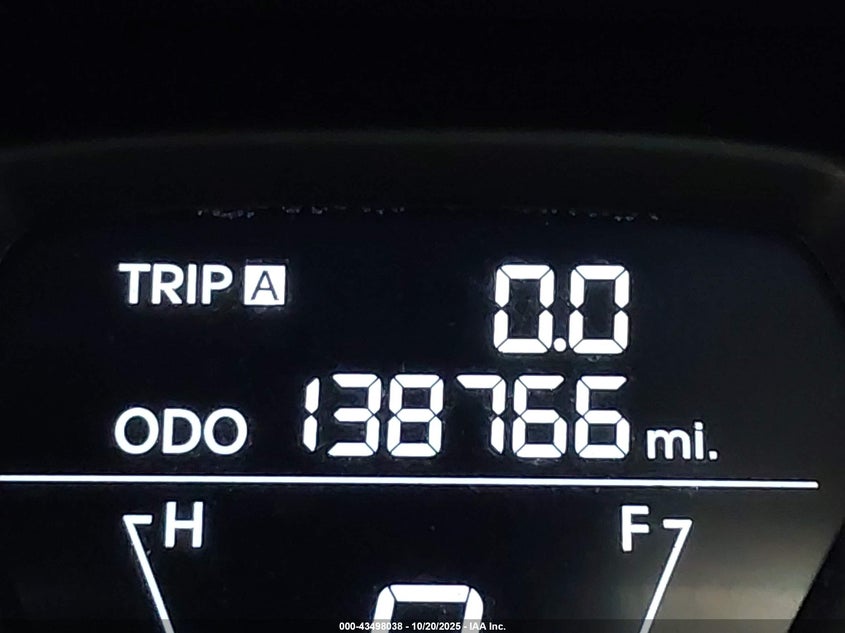 TRIP A 0.0
ODO 138766 mi.
H F
000-43498038 - 10/20/2025 - IAA Inc.